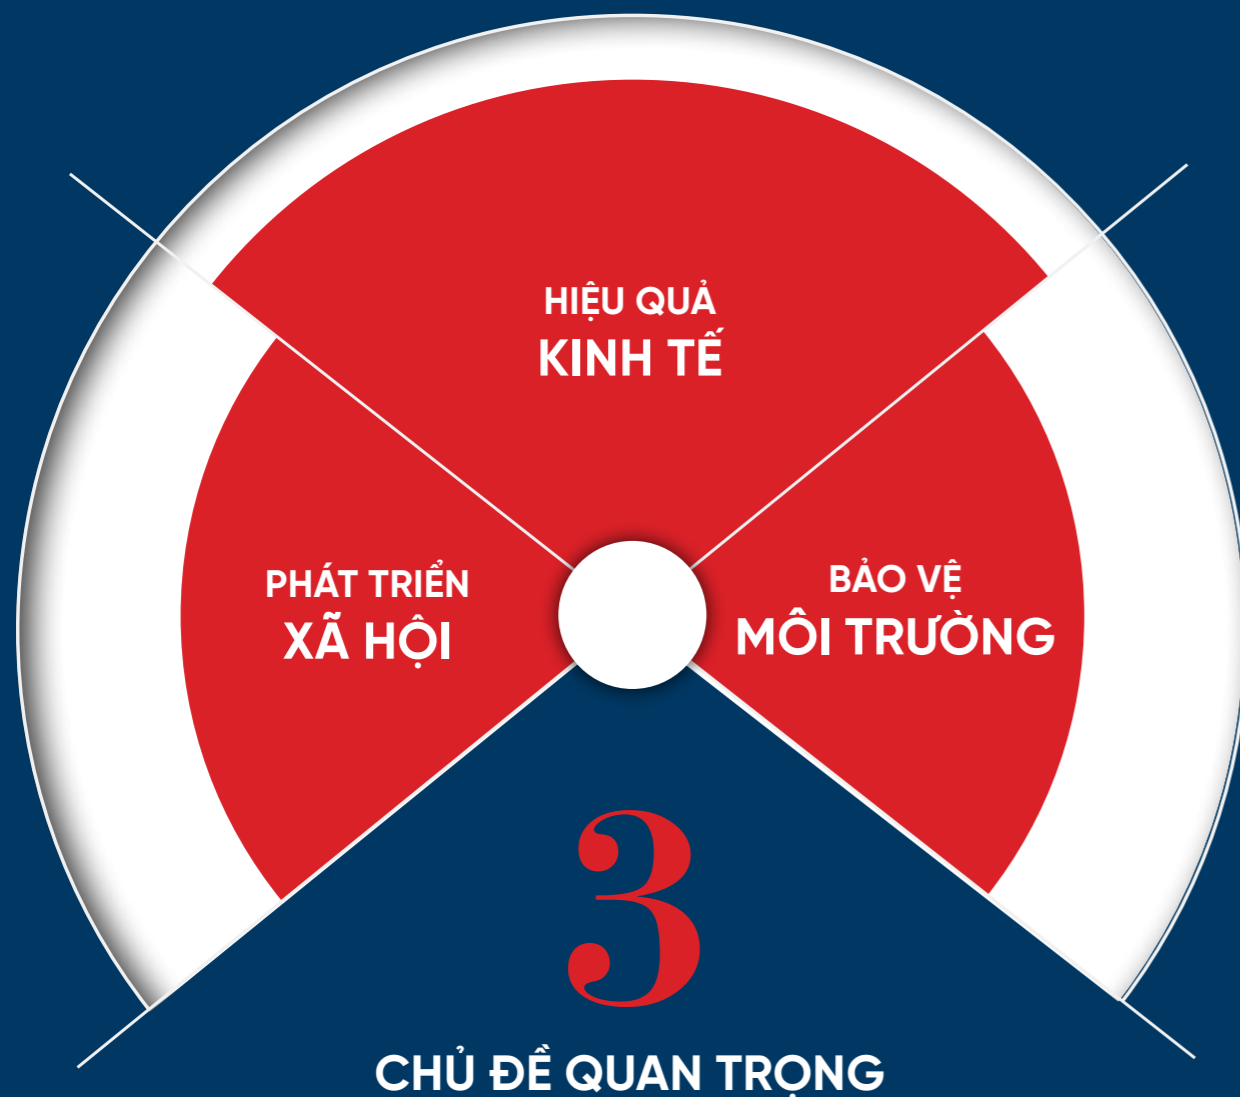 HIỆU QUẢ
KINH TẾ
PHÁT TRIỂN
XÃ HỘI
BẢO VỆ
MÔI TRƯỜNG
3
CHỦ ĐỀ QUAN TRỌNG